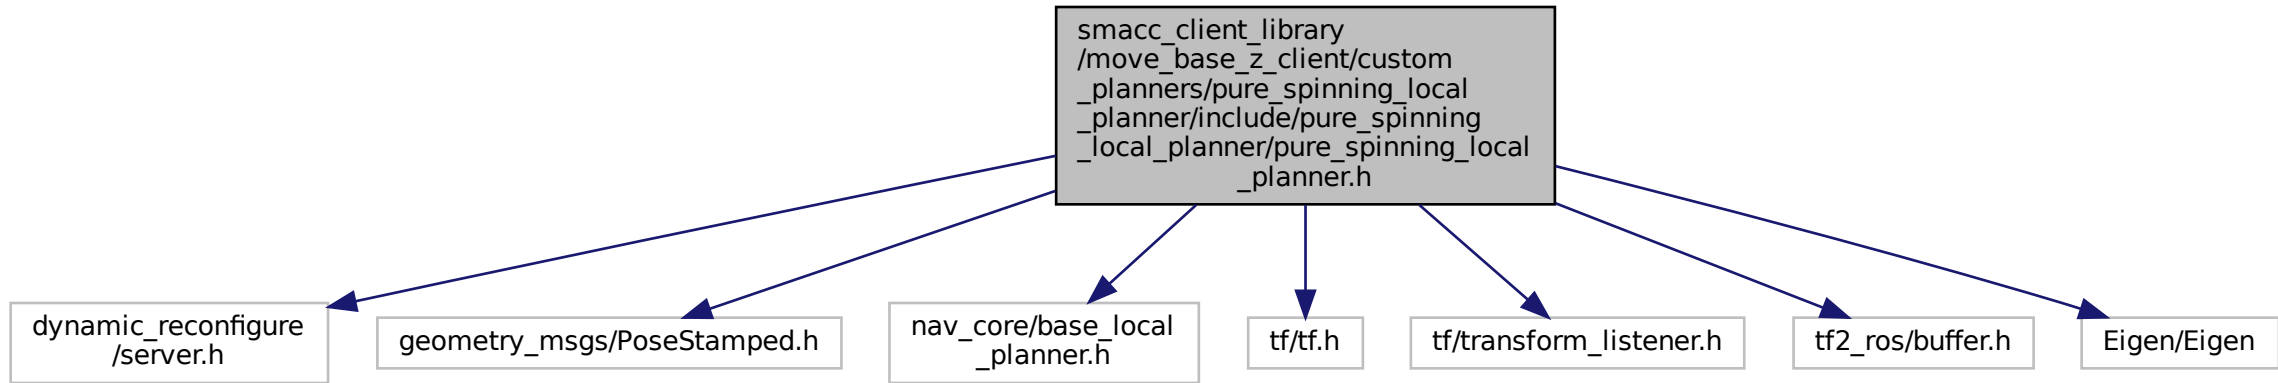 smacc_client_library
/move_base_z_client/custom
_planners/pure_spinning_local
_planner/include/pure_spinning
_local_planner/pure_spinning_local
_planner.h
dynamic_reconfigure
/server.h
geometry_msgs/PoseStamped.h
nav_core/base_local
_planner.h
tf/tf.h
tf/transform_listener.h
tf2_ros/buffer.h
Eigen/Eigen